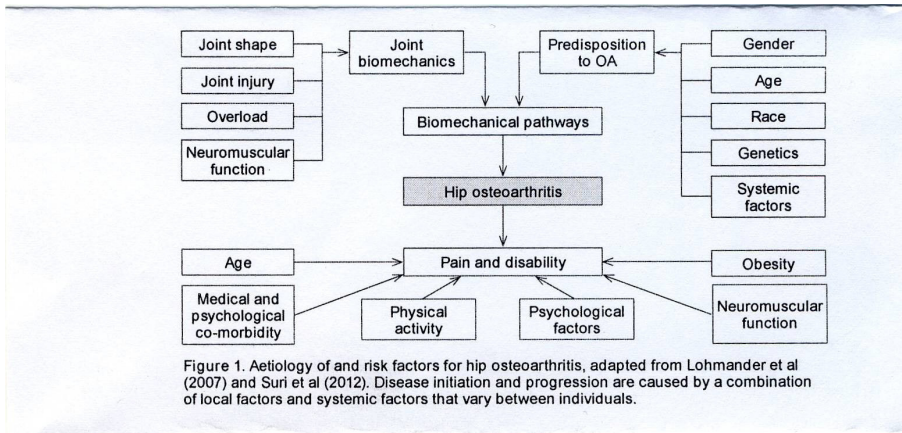 Joint shape
Joint injury
Overload
Neuromuscular
function
Joint
biomechanics
Predisposition
to OA
Gender
Age
Race
Genetics
Systemic
factors
Biomechanical pathways
Hip osteoarthritis
Pain and disability
Age
Medical and
psychological
co-morbidity
Physical
activity
Psychological
factors
Obesity
Neuromuscular
function
Figure 1. Aetiology of and risk factors for hip osteoarthritis, adapted from Lohmander et al
(2007) and Suri et al (2012). Disease initiation and progression are caused by a combination
of local factors and systemic factors that vary between individuals.